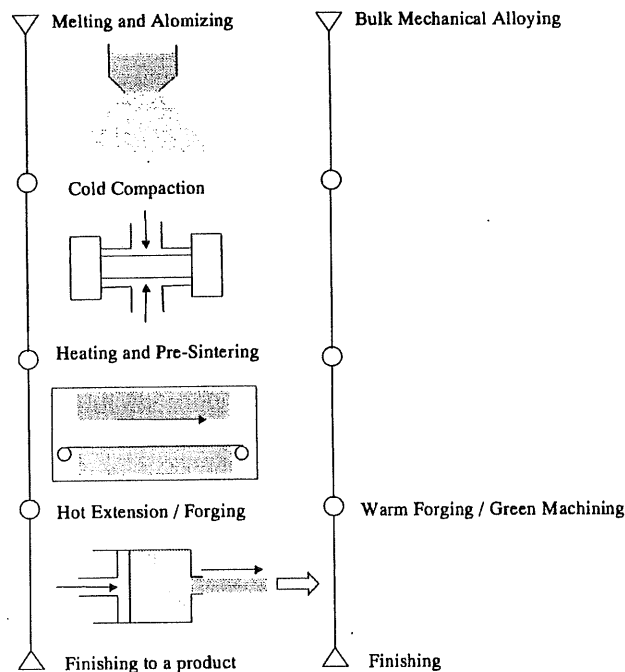 Melting and Alomizing
Bulk Mechanical Alloying
Cold Compaction
Heating and Pre-Sintering
Hot Extension / Forging
Warm Forging / Green Machining
Finishing to a product
Finishing